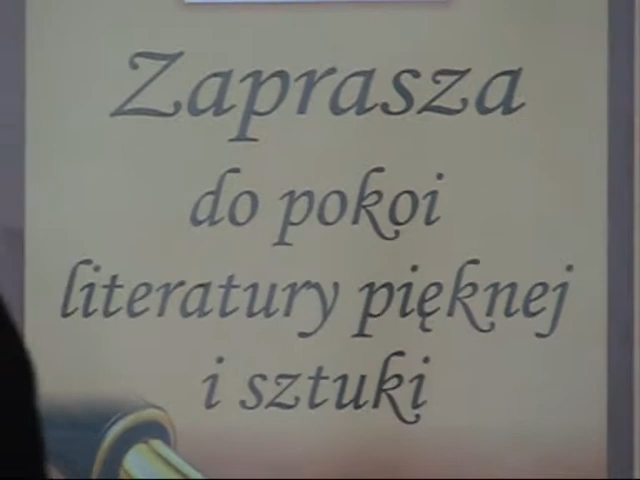 Zaprasza
do pokoi
literatury pięknej
i sztuki